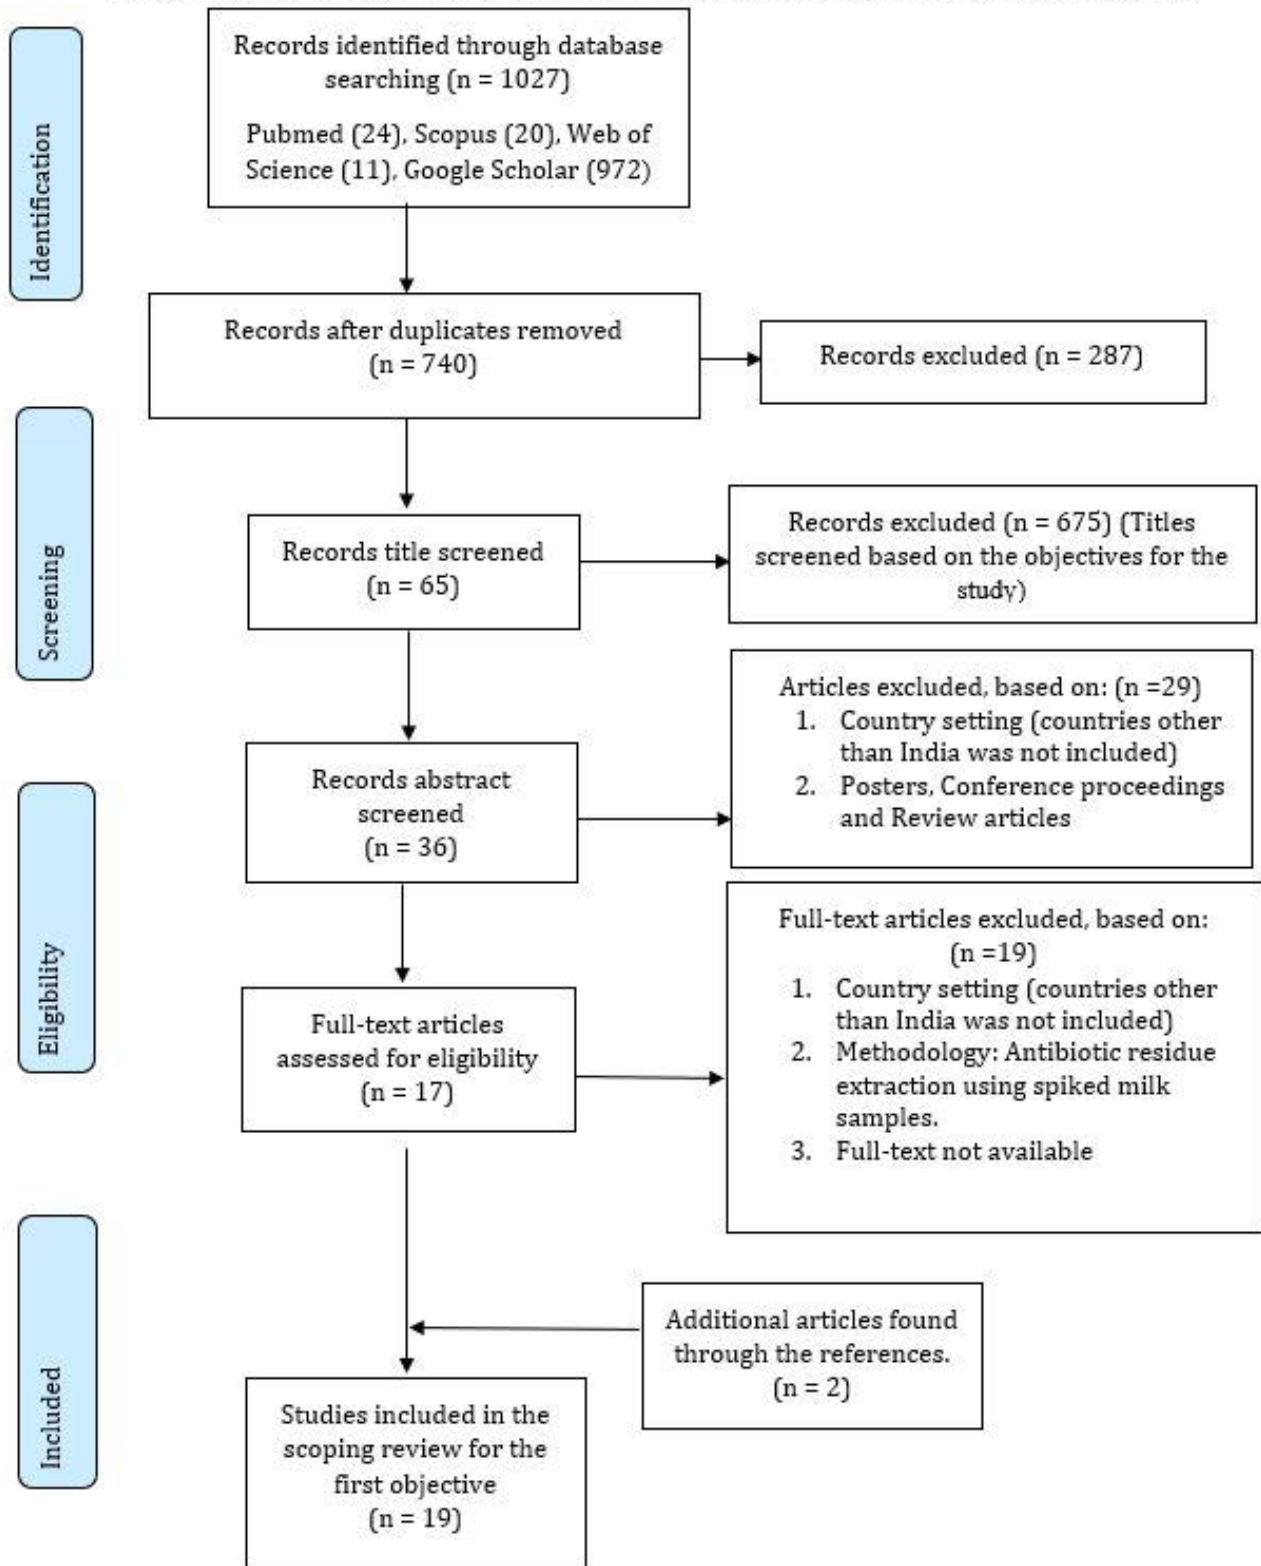 Identification
Records identified through database
searching (n = 1027)
Pubmed (24), Scopus (20), Web of
Science (11), Google Scholar (972)
Records after duplicates removed
(n = 740)
Records excluded (n = 287)
Screening
Records title screened
(n = 65)
Records excluded (n = 675) (Titles
screened based on the objectives for the
study)
Records abstract
screened
(n = 36)
Articles excluded, based on: (n =29)
1. Country setting (countries other
than India was not included)
2. Posters, Conference proceedings
and Review articles
Eligibility
Full-text articles
assessed for eligibility
(n = 17)
Full-text articles excluded, based on:
(n =19)
1. Country setting (countries other
than India was not included)
2. Methodology: Antibiotic residue
extraction using spiked milk
samples.
3. Full-text not available
Included
Additional articles found
through the references.
(n = 2)
Studies included in the
scoping review for the
first objective
(n = 19)